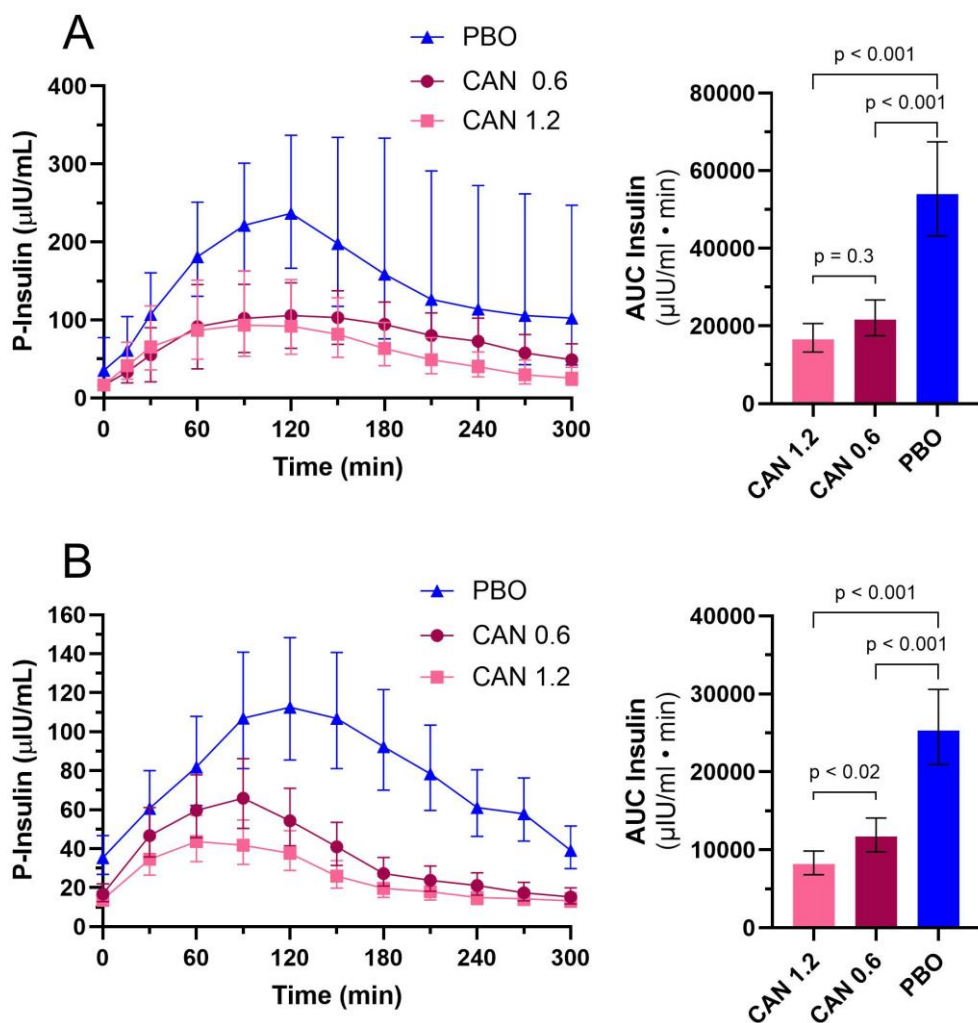 A
PBO
CAN 0.6
CAN 1.2
P-Insulin (μIU/mL)
400
300
200
100
0
0 60 120 180 240 300
Time (min)
p < 0.001
p < 0.001
p = 0.3
AUC Insulin
(μIU/ml • min)
80000
60000
40000
20000
0
CAN 1.2
CAN 0.6
PBO
B
PBO
CAN 0.6
CAN 1.2
P-Insulin (μIU/mL)
160
140
120
100
80
60
40
20
0
0 60 120 180 240 300
Time (min)
p < 0.001
p < 0.001
p < 0.02
AUC Insulin
(μIU/ml • min)
40000
30000
20000
10000
0
CAN 1.2
CAN 0.6
PBO